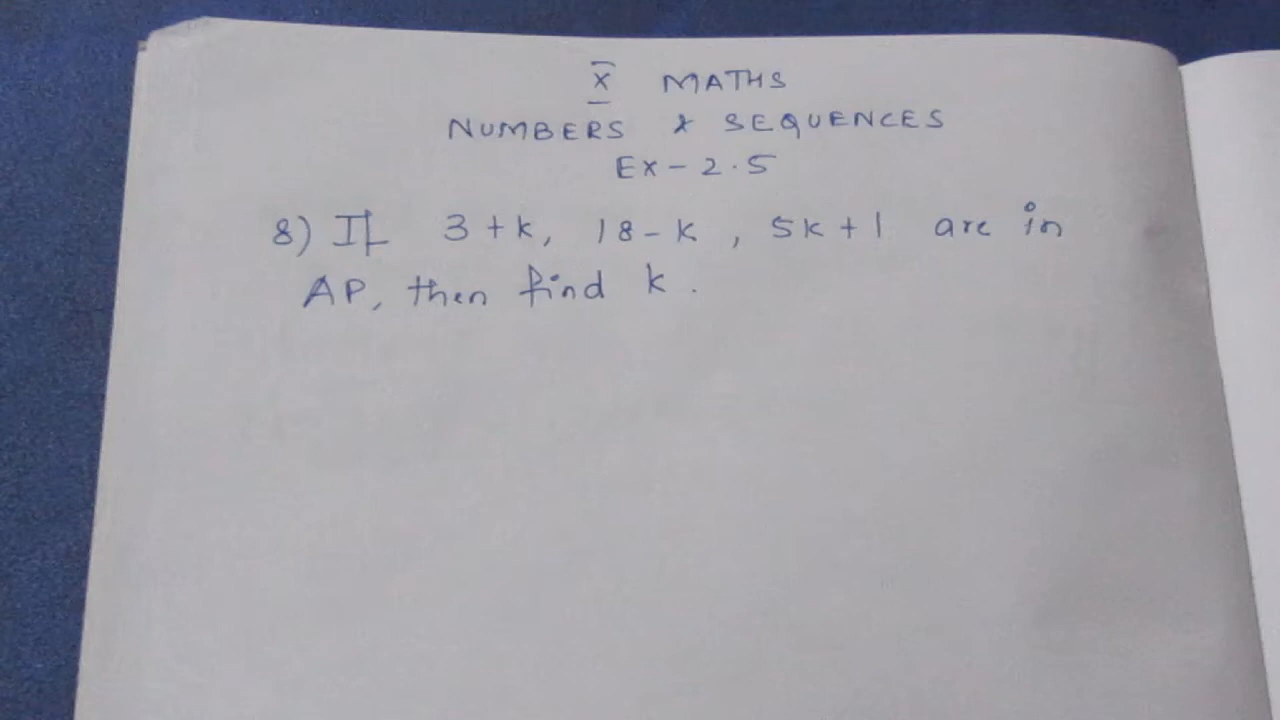 X MATHS
NUMBERS & SEQUENCES
Ex-2.5
8) If 3+k, 18-k, 5k+1 are in
AP, then find k.